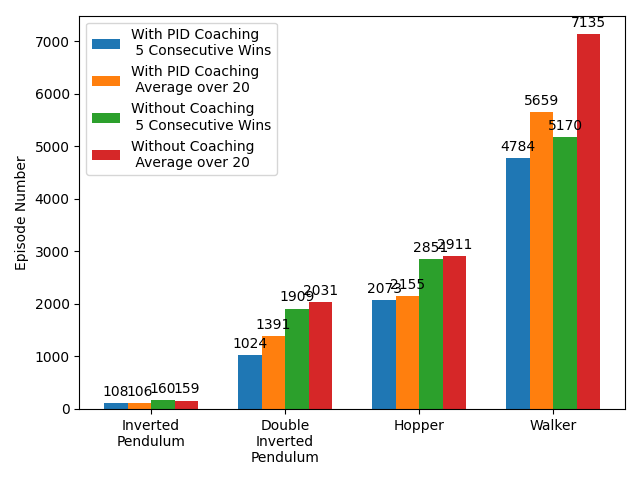 With PID Coaching
5 Consecutive Wins
With PID Coaching
Average over 20
Without Coaching
5 Consecutive Wins
Without Coaching
Average over 20
Episode Number
7000
6000
5000
4000
3000
2000
1000
0
108
106
160
159
1024
1391
1909
2031
2073
2155
2851
2911
4784
5659
5170
7135
Inverted
Pendulum
Double
Inverted
Pendulum
Hopper
Walker